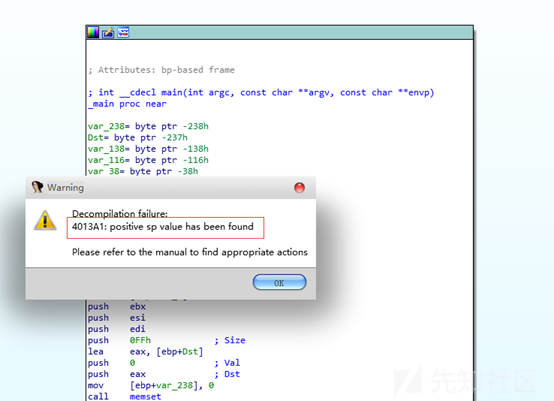 ; Attributes: bp-based frame
; int __cdecl main(int argc, const char **argv, const char **envp)
_main proc near
var_238= byte ptr -238h
Dst= byte ptr -237h
var_138= byte ptr -138h
var_116= byte ptr -116h
var_38= byte ptr -38h
Warning
Decompilation failure:
4013A1: positive sp value has been found
Please refer to the manual to find appropriate actions
OK
push ebx
push esi
push edi
push 0FFh ; Size
lea eax, [ebp+Dst]
push 0 ; Val
push eax ; Dst
mov [ebp+var_238], 0
call memset
先知社区